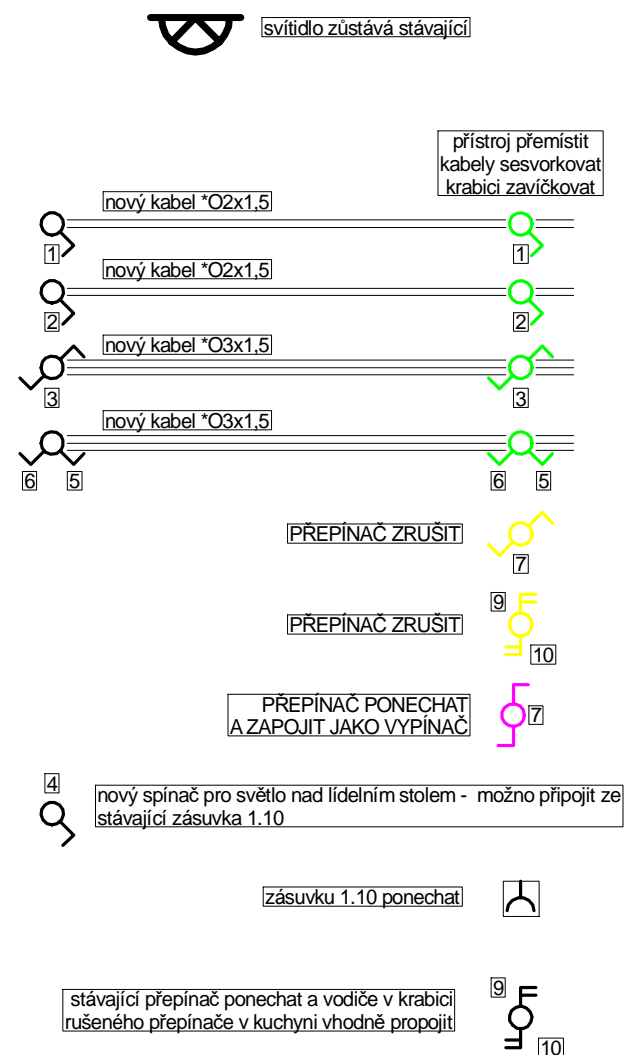 svítidlo zůstává stávající
přístroj přemístit
kabely sesvorkovat
krabici zavíčkovat
nový kabel *O2x1,5
1
1
nový kabel *O2x1,5
2
2
nový kabel *O3x1,5
3
3
nový kabel *O3x1,5
6 5
6 5
PŘEPÍNAČ ZRUŠIT
7
PŘEPÍNAČ ZRUŠIT
9
10
PŘEPÍNAČ PONECHAT
A ZAPOJIT JAKO VYPÍNAČ
7
4
nový spínač pro světlo nad lídelním stolem - možno připojit ze
stávající zásuvka 1.10
zásuvku 1.10 ponechat
stávající přepínač ponechat a vodiče v krabici
rušeného přepínače v kuchyni vhodně propojit
9
10